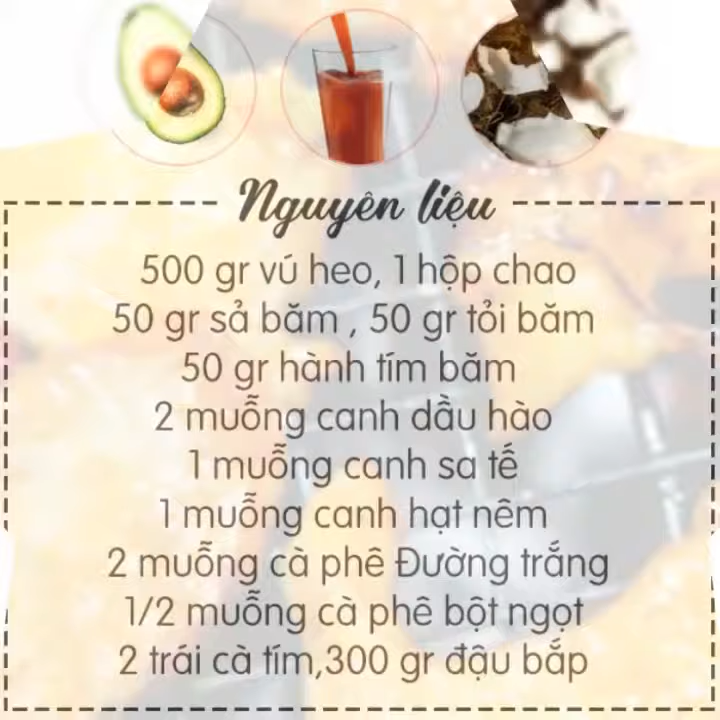 Nguyên liệu
500 gr vú heo, 1 hộp chao
50 gr sả băm , 50 gr tỏi băm
50 gr hành tím băm
2 muỗng canh dầu hào
1 muỗng canh sa tế
1 muỗng canh hạt nêm
2 muỗng cà phê Đường trắng
1/2 muỗng cà phê bột ngọt
2 trái cà tím,300 gr đậu bắp